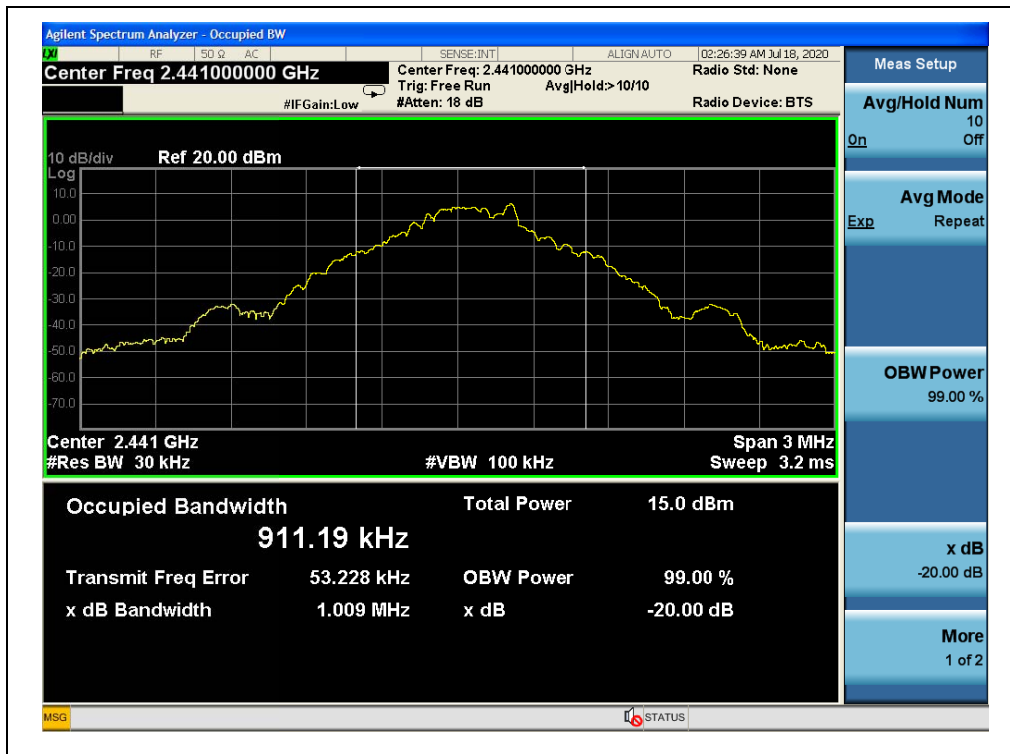 Agilent Spectrum Analyzer - Occupied BW
LXI RF 50 Ω AC SENSE:INT ALIGN AUTO 02:26:39 AM Jul 18, 2020
Center Freq 2.441000000 GHz
Center Freq: 2.441000000 GHz
Radio Std: None
Trig: Free Run Avg|Hold:> 10/10
#IFGain:Low
#Atten: 18 dB
Radio Device: BTS
10 dB/div Ref 20.00 dBm
Log
10.0
0.00
-10.0
-20.0
-30.0
-40.0
-50.0
-60.0
-70.0
Center 2.441 GHz Span 3 MHz
#Res BW 30 kHz #VBW 100 kHz Sweep 3.2 ms
Occupied Bandwidth Total Power 15.0 dBm
911.19 kHz
Transmit Freq Error 53.228 kHz OBW Power 99.00 %
x dB Bandwidth 1.009 MHz x dB -20.00 dB
MSG STATUS
Meas Setup
Avg/Hold Num
10
On Off
Avg Mode
Exp Repeat
OBW Power
99.00 %
x dB
-20.00 dB
More
1 of 2